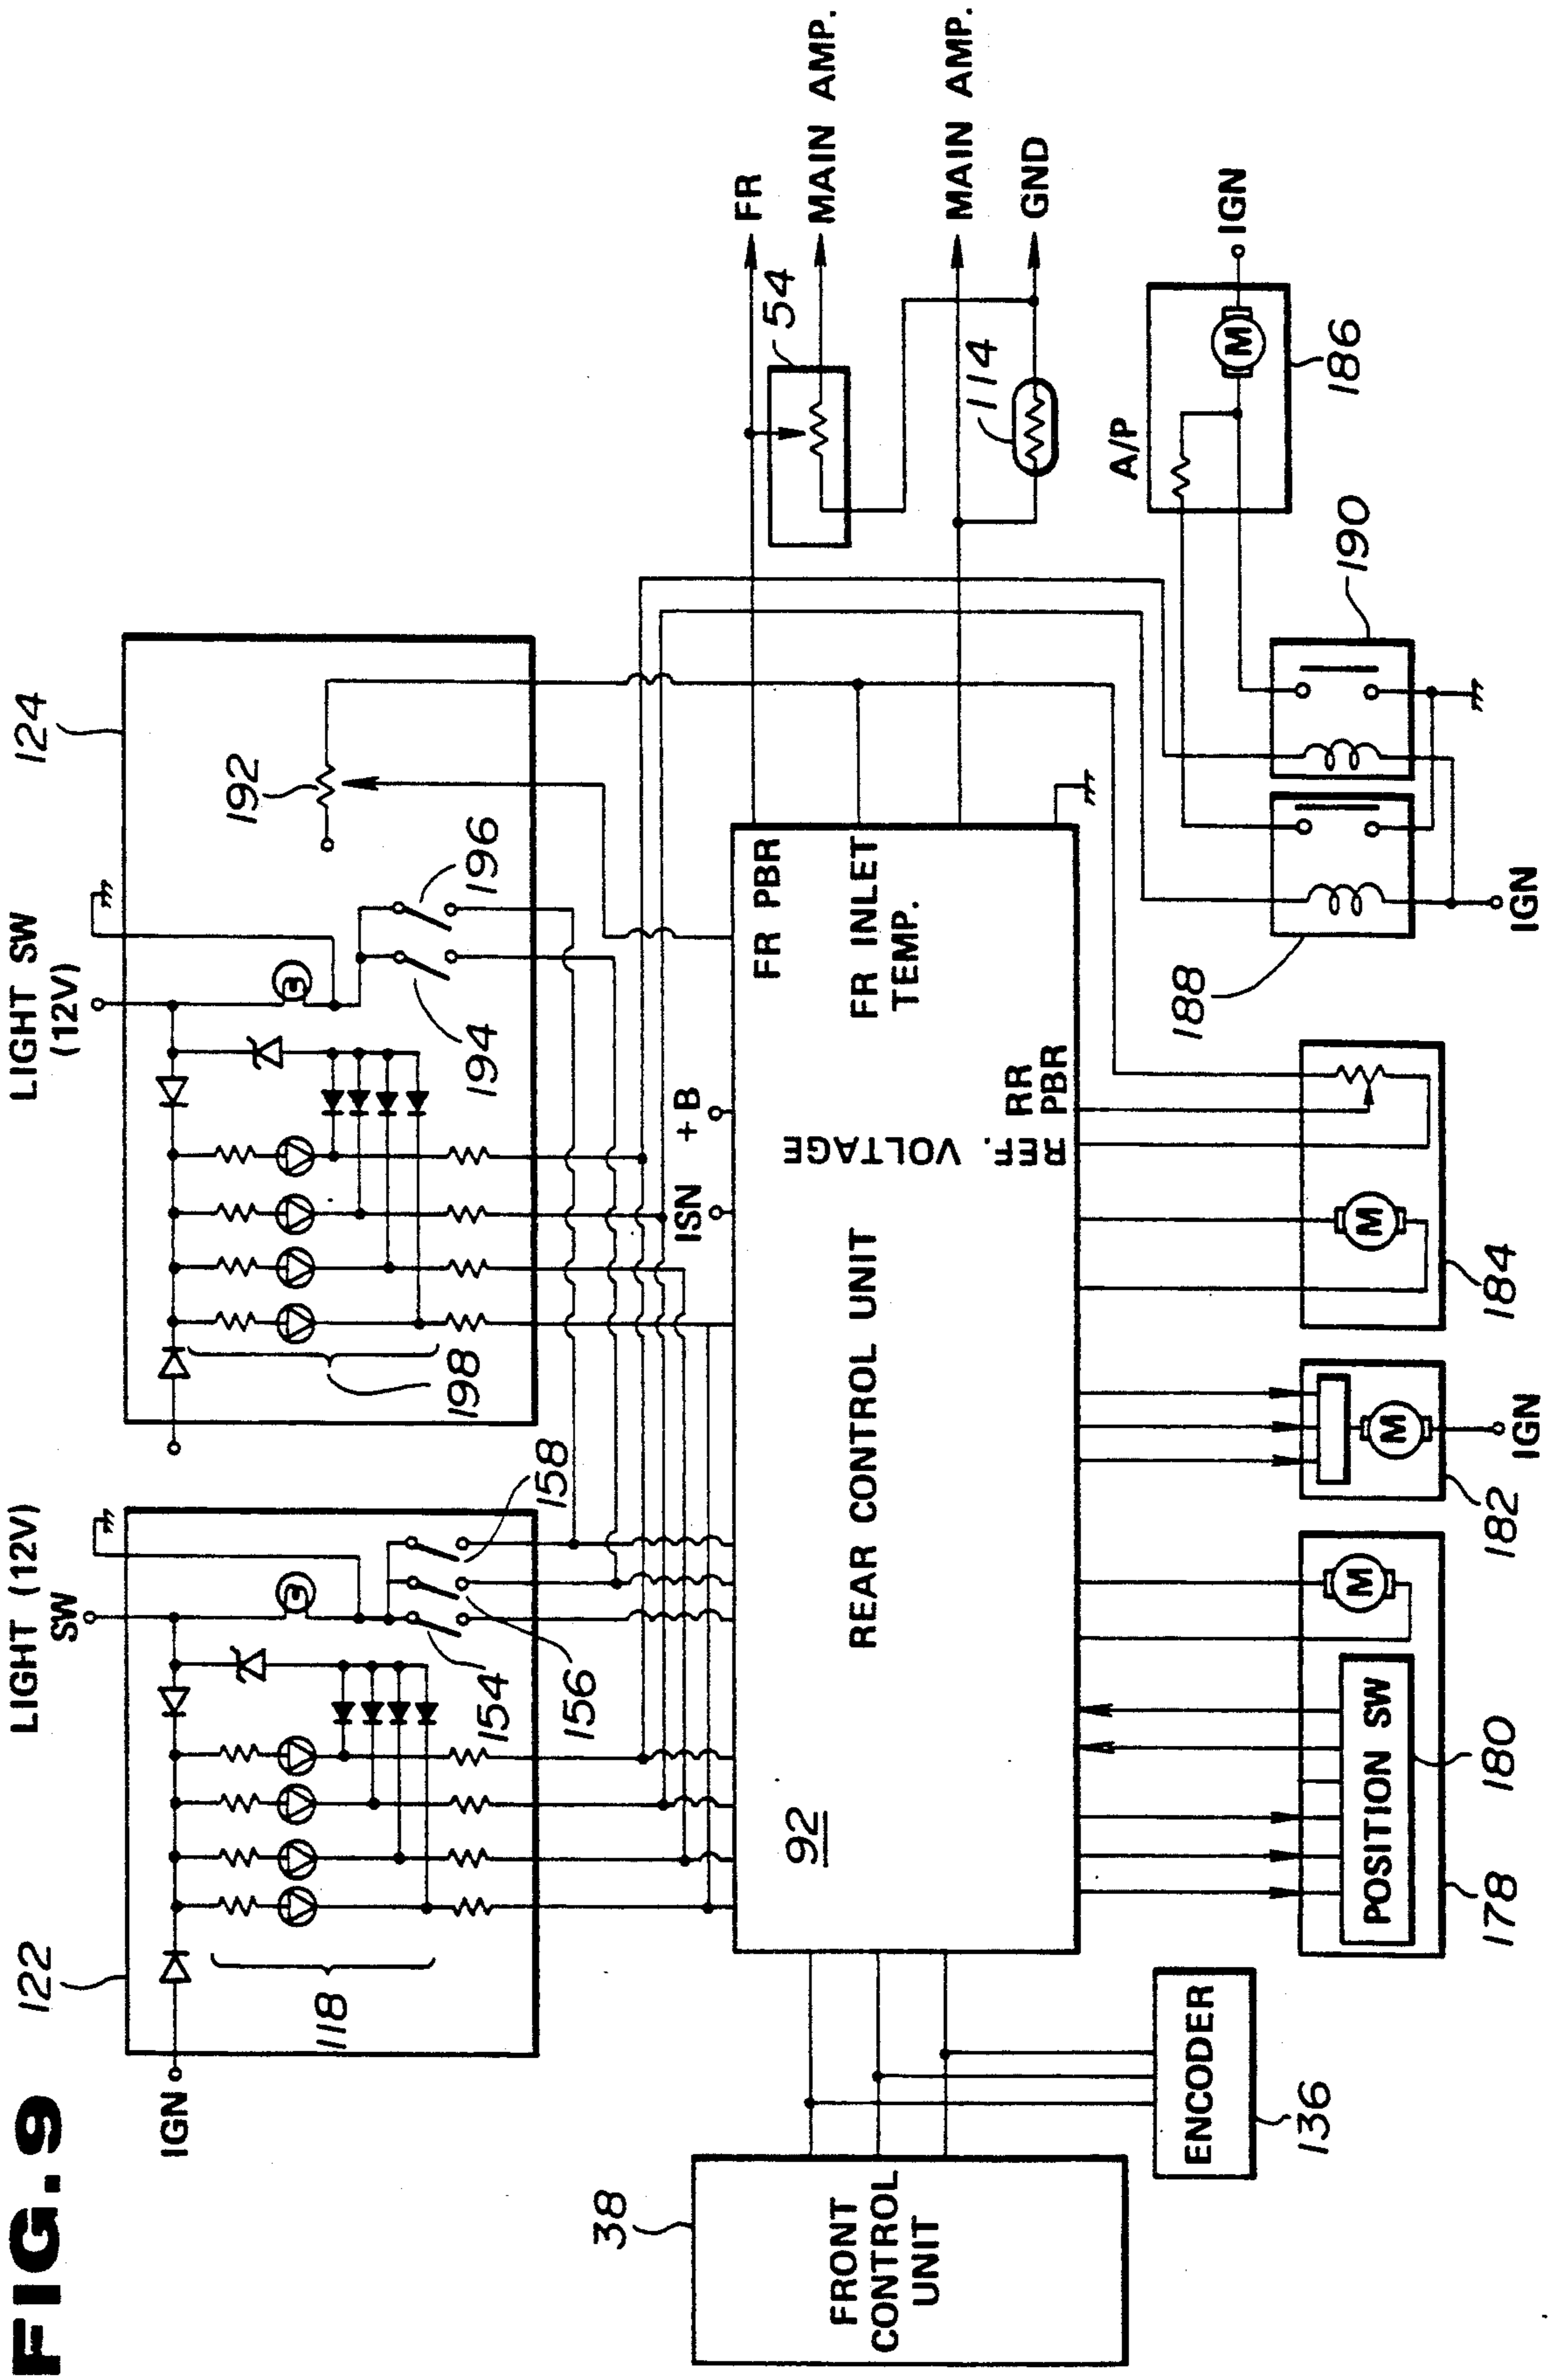 FIG.9
122
LIGHT (12V)
SW
LIGHT SW
(12V)
124
IGN
118
154
156
158
198
194
196
192
ISN
+ B
54
FR
MAIN AMP.
MAIN AMP.
GND
114
38
FRONT
CONTROL
UNIT
92
REAR CONTROL UNIT
REF. VOLTAGE
FR PBR
FR INLET
TEMP.
RR
PBR
ENCODER
136
POSITION SW
180
178
M
M
182
IGN
M
184
188
190
IGN
A/P
M
186
IGN